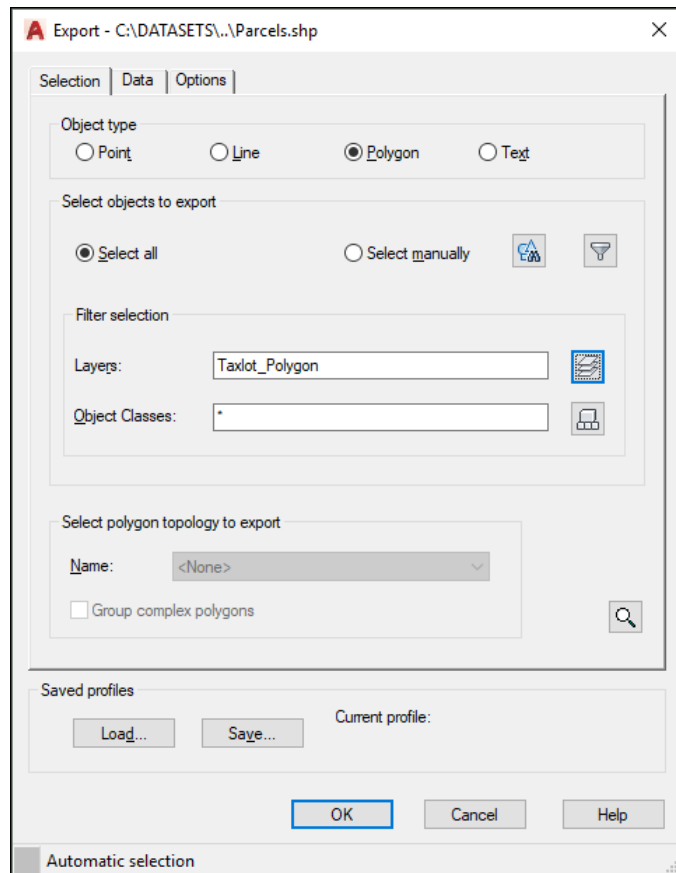 Export - C:\DATASETS\..\Parcels.shp
Selection Data Options
Object type
Point Line Polygon Text
Select objects to export
Select all Select manually
Filter selection
Layers: Taxlot_Polygon
Object Classes: *
Select polygon topology to export
Name: <None>
Group complex polygons
Saved profiles
Load... Save... Current profile:
OK Cancel Help
Automatic selection